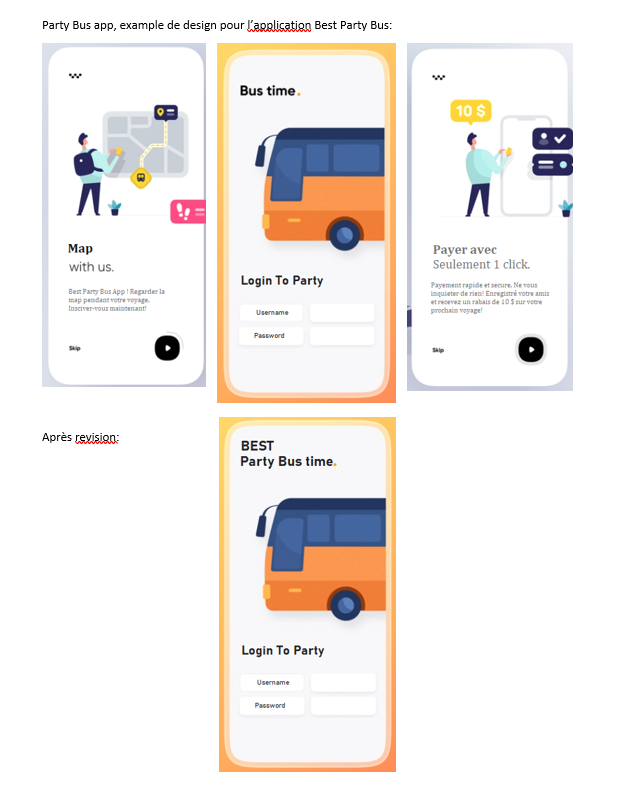 Party Bus app, example de design pour l'application Best Party Bus:
Map
with us.
Best Party Bus App ! Regarder la
map pendant votre voyage.
Inscriver-vous maintenant!
Skip
Bus time.
Login To Party
Username
Password
10 $
Payer avec
Seulement 1 click.
Payement rapide et secure. Ne vous
inquieter de rien! Enregistré votre amis
et recevez un rabais de 10 $ sur votre
prochain voyage!
Skip
Après revision:
BEST
Party Bus time.
Login To Party
Username
Password